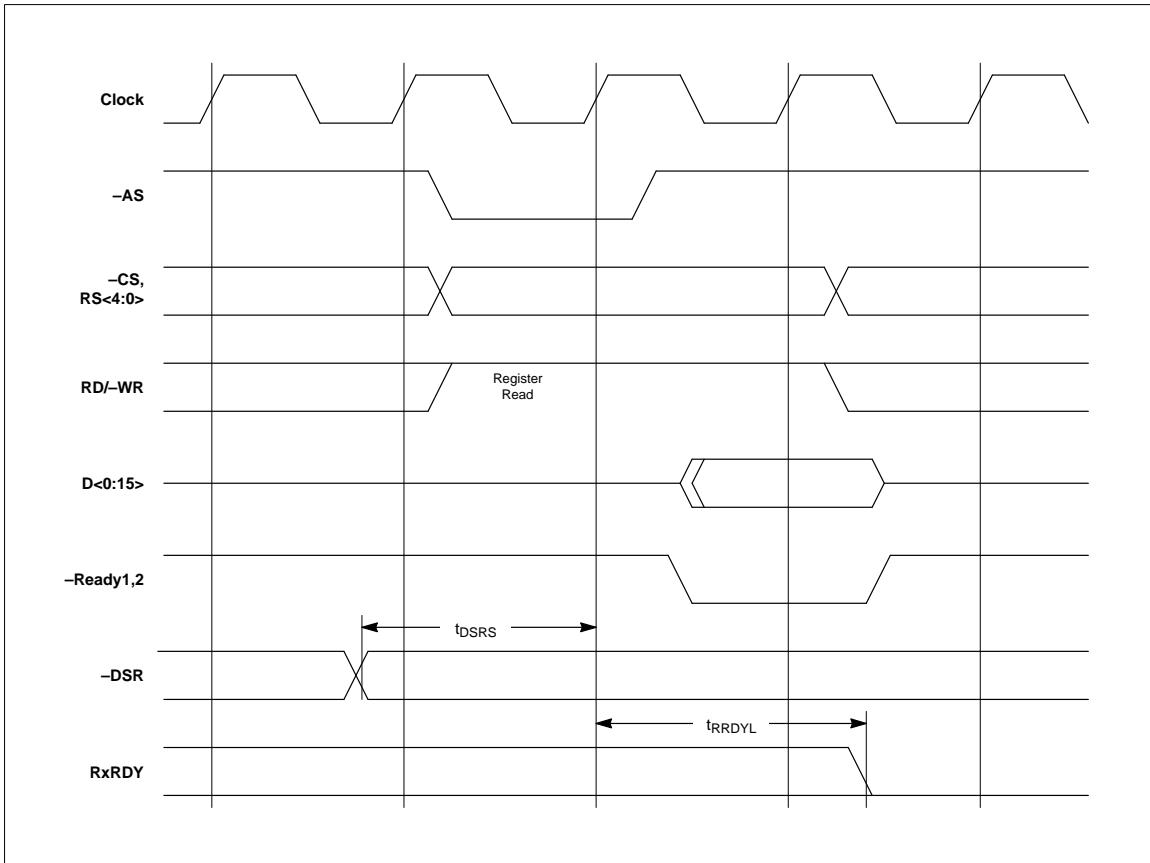 Clock
–AS
–CS,
RS<4:0>
RD/–WR
Register
Read
D<0:15>
–Ready1,2
tDSRS
–DSR
tRRDYL
RxRDY